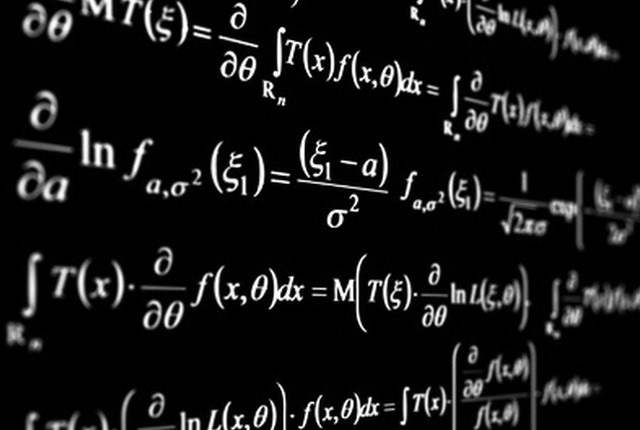 ∂/∂θ M T(ξ) = ∂/∂θ ∫_{R_n} T(x) f(x,θ) dx = ∫_{R_n} ∂/∂θ T(x) f(x,θ) dx =
∂/∂a ln f_{a,σ²}(ξ₁) = (ξ₁ − a)/σ² f_{a,σ²}(ξ₁) = 1/√2πσ exp
∫_{R_n} T(x) · ∂/∂θ f(x,θ) dx = M( T(ξ) · ∂/∂θ ln L(ξ,θ) )
∫ T(x) · ( ∂/∂θ ln L(x,θ) ) · f(x,θ) dx = ∫ T(x) · ( ∂/∂θ f(x,θ) / f(x,θ) )